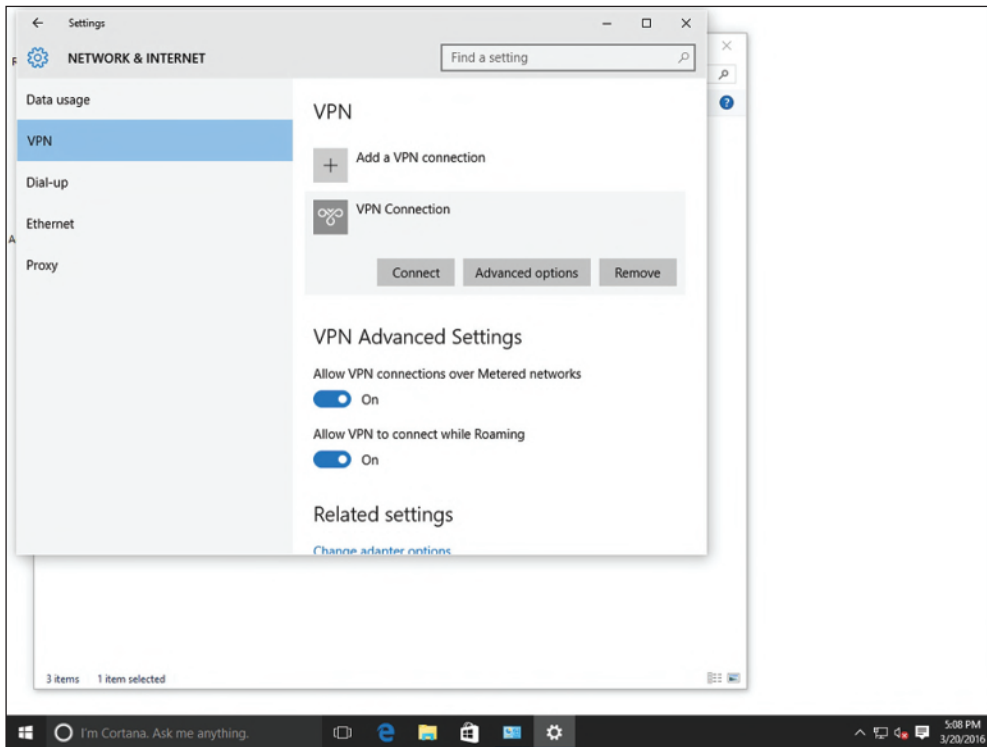 Settings
NETWORK & INTERNET
Find a setting
Data usage
VPN
Dial-up
Ethernet
Proxy
VPN
Add a VPN connection
VPN Connection
Connect Advanced options Remove
VPN Advanced Settings
Allow VPN connections over Metered networks
On
Allow VPN to connect while Roaming
On
Related settings
Change adapter options
3 items 1 item selected
I'm Cortana. Ask me anything.
5:08 PM
3/20/2016